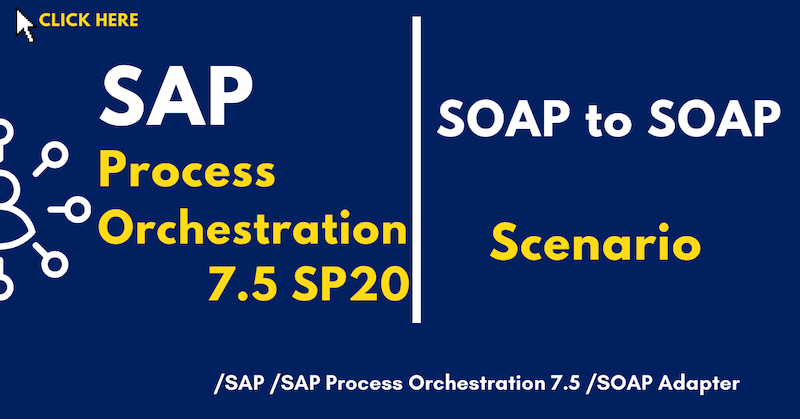 CLICK HERE
SAP
Process
Orchestration
7.5 SP20
SOAP to SOAP
Scenario
/SAP /SAP Process Orchestration 7.5 /SOAP Adapter